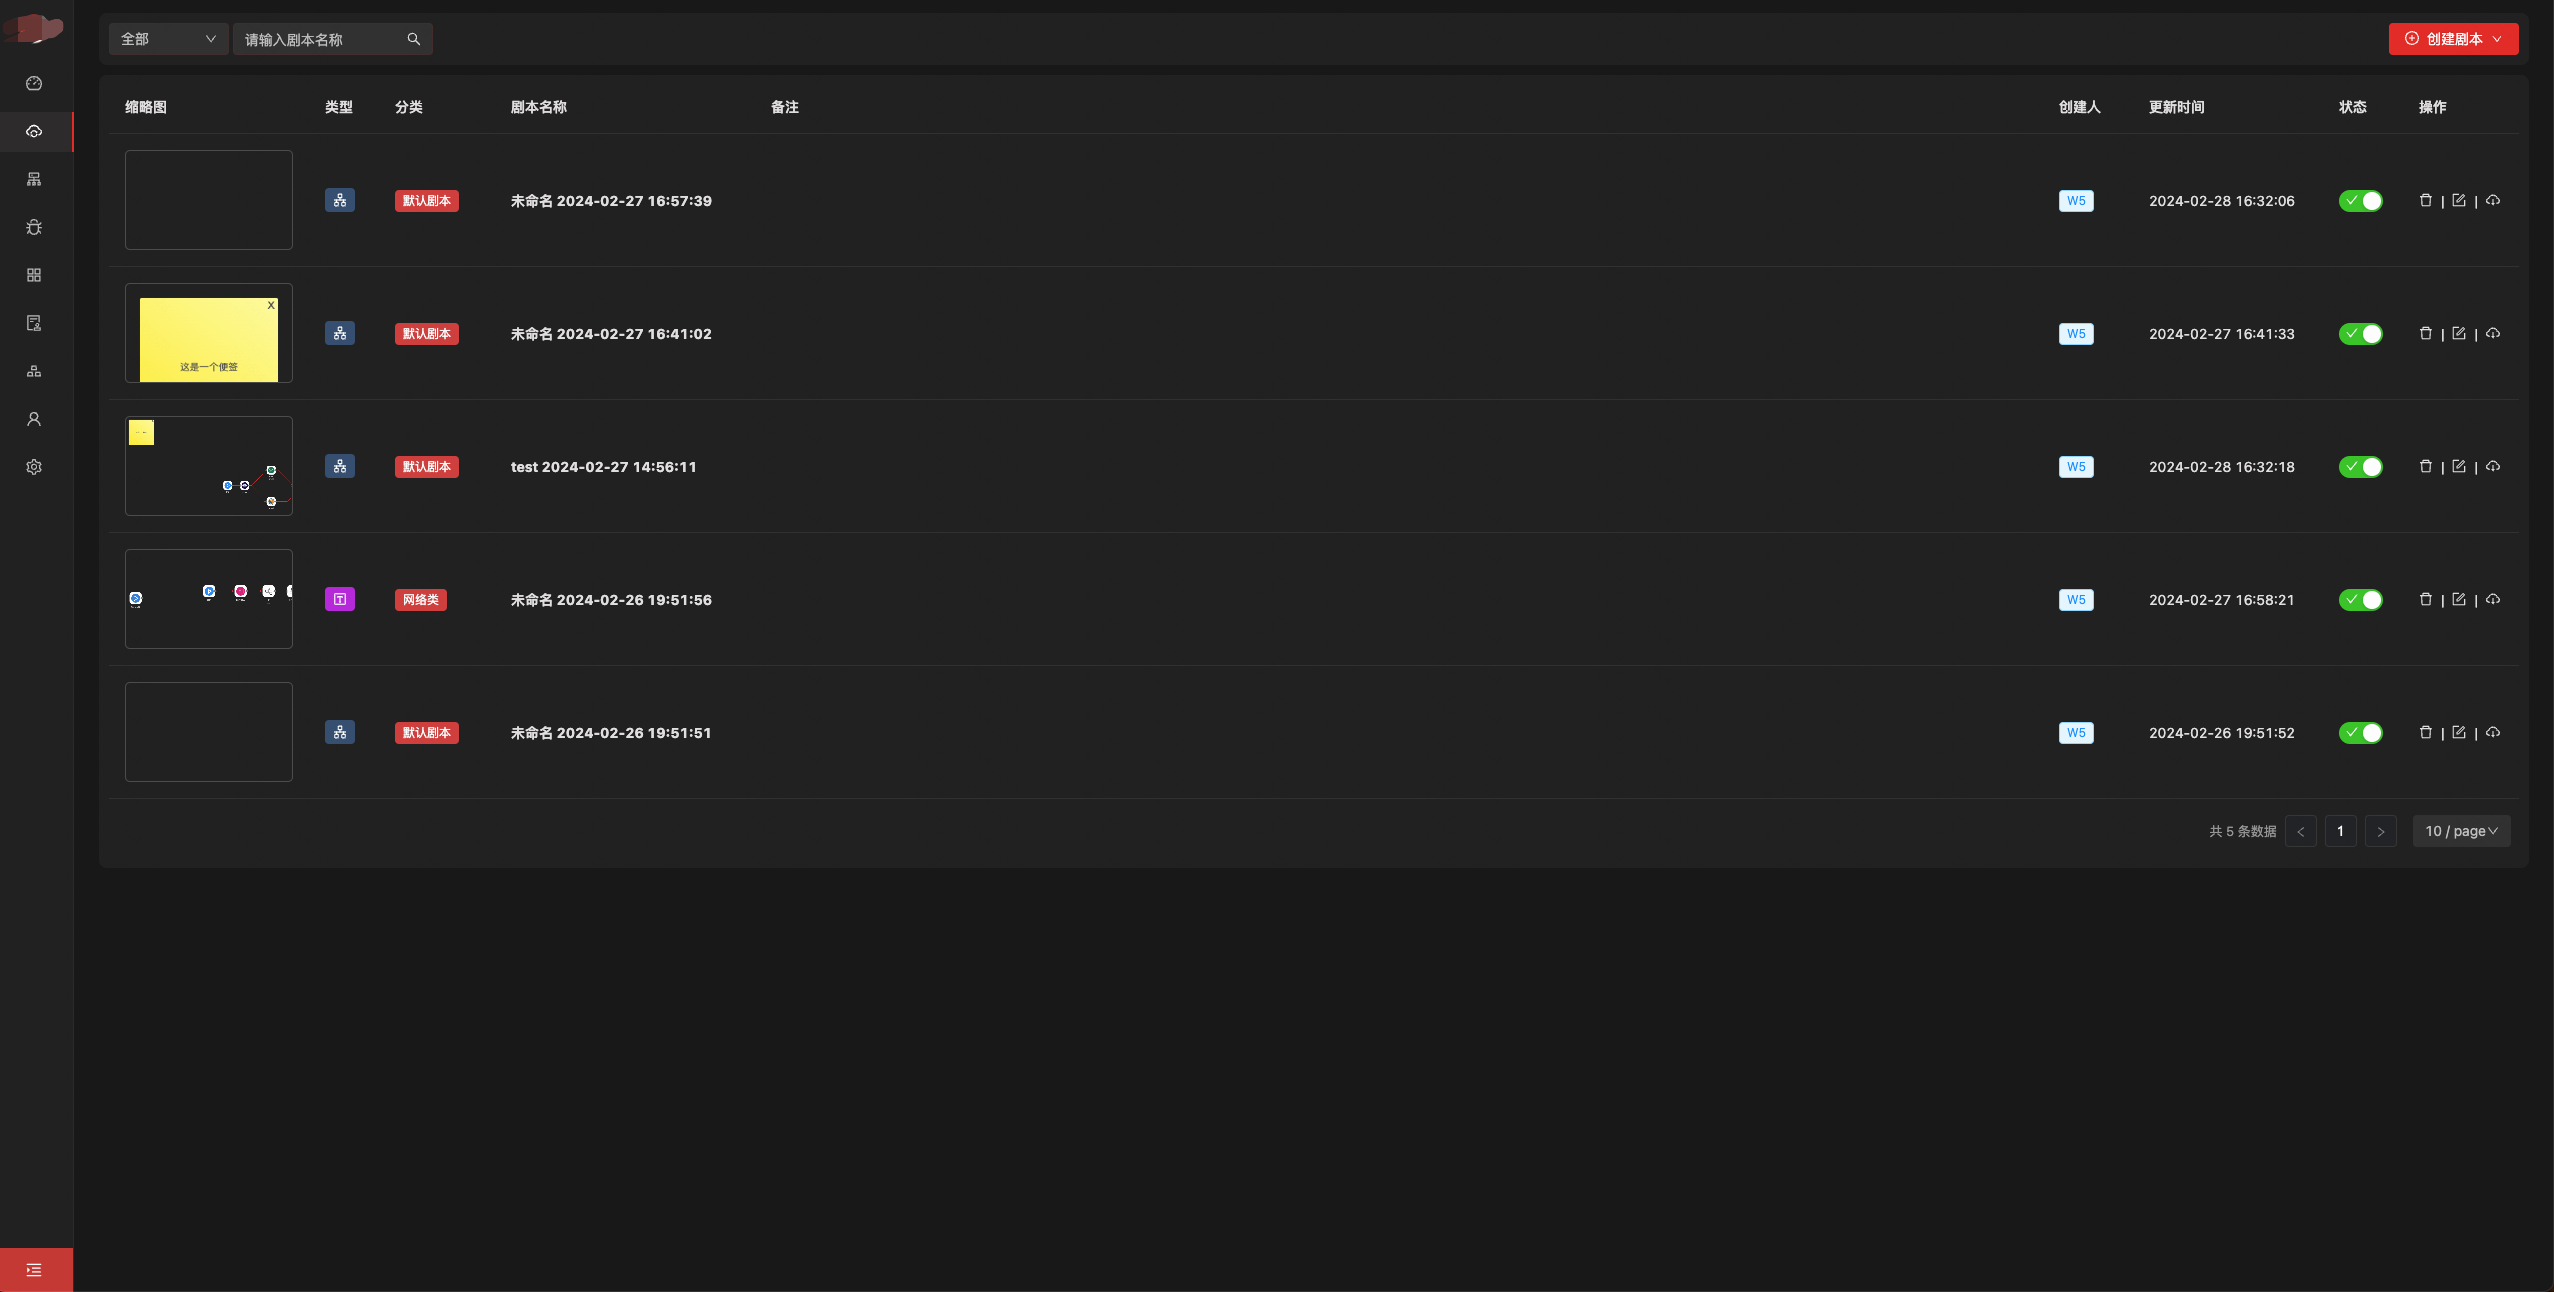 全部
请输入剧本名称
创建剧本
缩略图 类型 分类 剧本名称 备注 创建人 更新时间 状态 操作
默认剧本 未命名 2024-02-27 16:57:39 W5 2024-02-28 16:32:06 | |
X
这是一个便签
默认剧本 未命名 2024-02-27 16:41:02 W5 2024-02-27 16:41:33 | |
默认剧本 test 2024-02-27 14:56:11 W5 2024-02-28 16:32:18 | |
T 网络类 未命名 2024-02-26 19:51:56 W5 2024-02-27 16:58:21 | |
默认剧本 未命名 2024-02-26 19:51:51 W5 2024-02-26 19:51:52 | |
共 5 条数据 < 1 > 10 / page